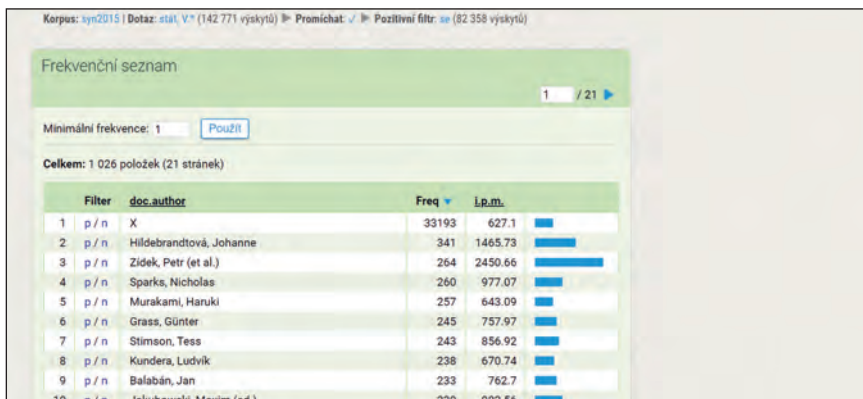 Korpus: syn2015 | Dotaz: stát, V.* (142 771 výskytů) Promíchat: ✓ Pozitivní filtr: se (82 358 výskytů)
Frekvenční seznam
1 / 21
Minimální frekvence: 1 Použít
Celkem: 1 026 položek (21 stránek)
Filter doc.author Freq i.p.m.
1 p / n X 33193 627.1
2 p / n Hildebrandtová, Johanne 341 1465.73
3 p / n Zídek, Petr (et al.) 264 2450.66
4 p / n Sparks, Nicholas 260 977.07
5 p / n Murakami, Haruki 257 643.09
6 p / n Grass, Günter 245 757.97
7 p / n Stimson, Tess 243 856.92
8 p / n Kundera, Ludvík 238 670.74
9 p / n Balabán, Jan 233 762.7